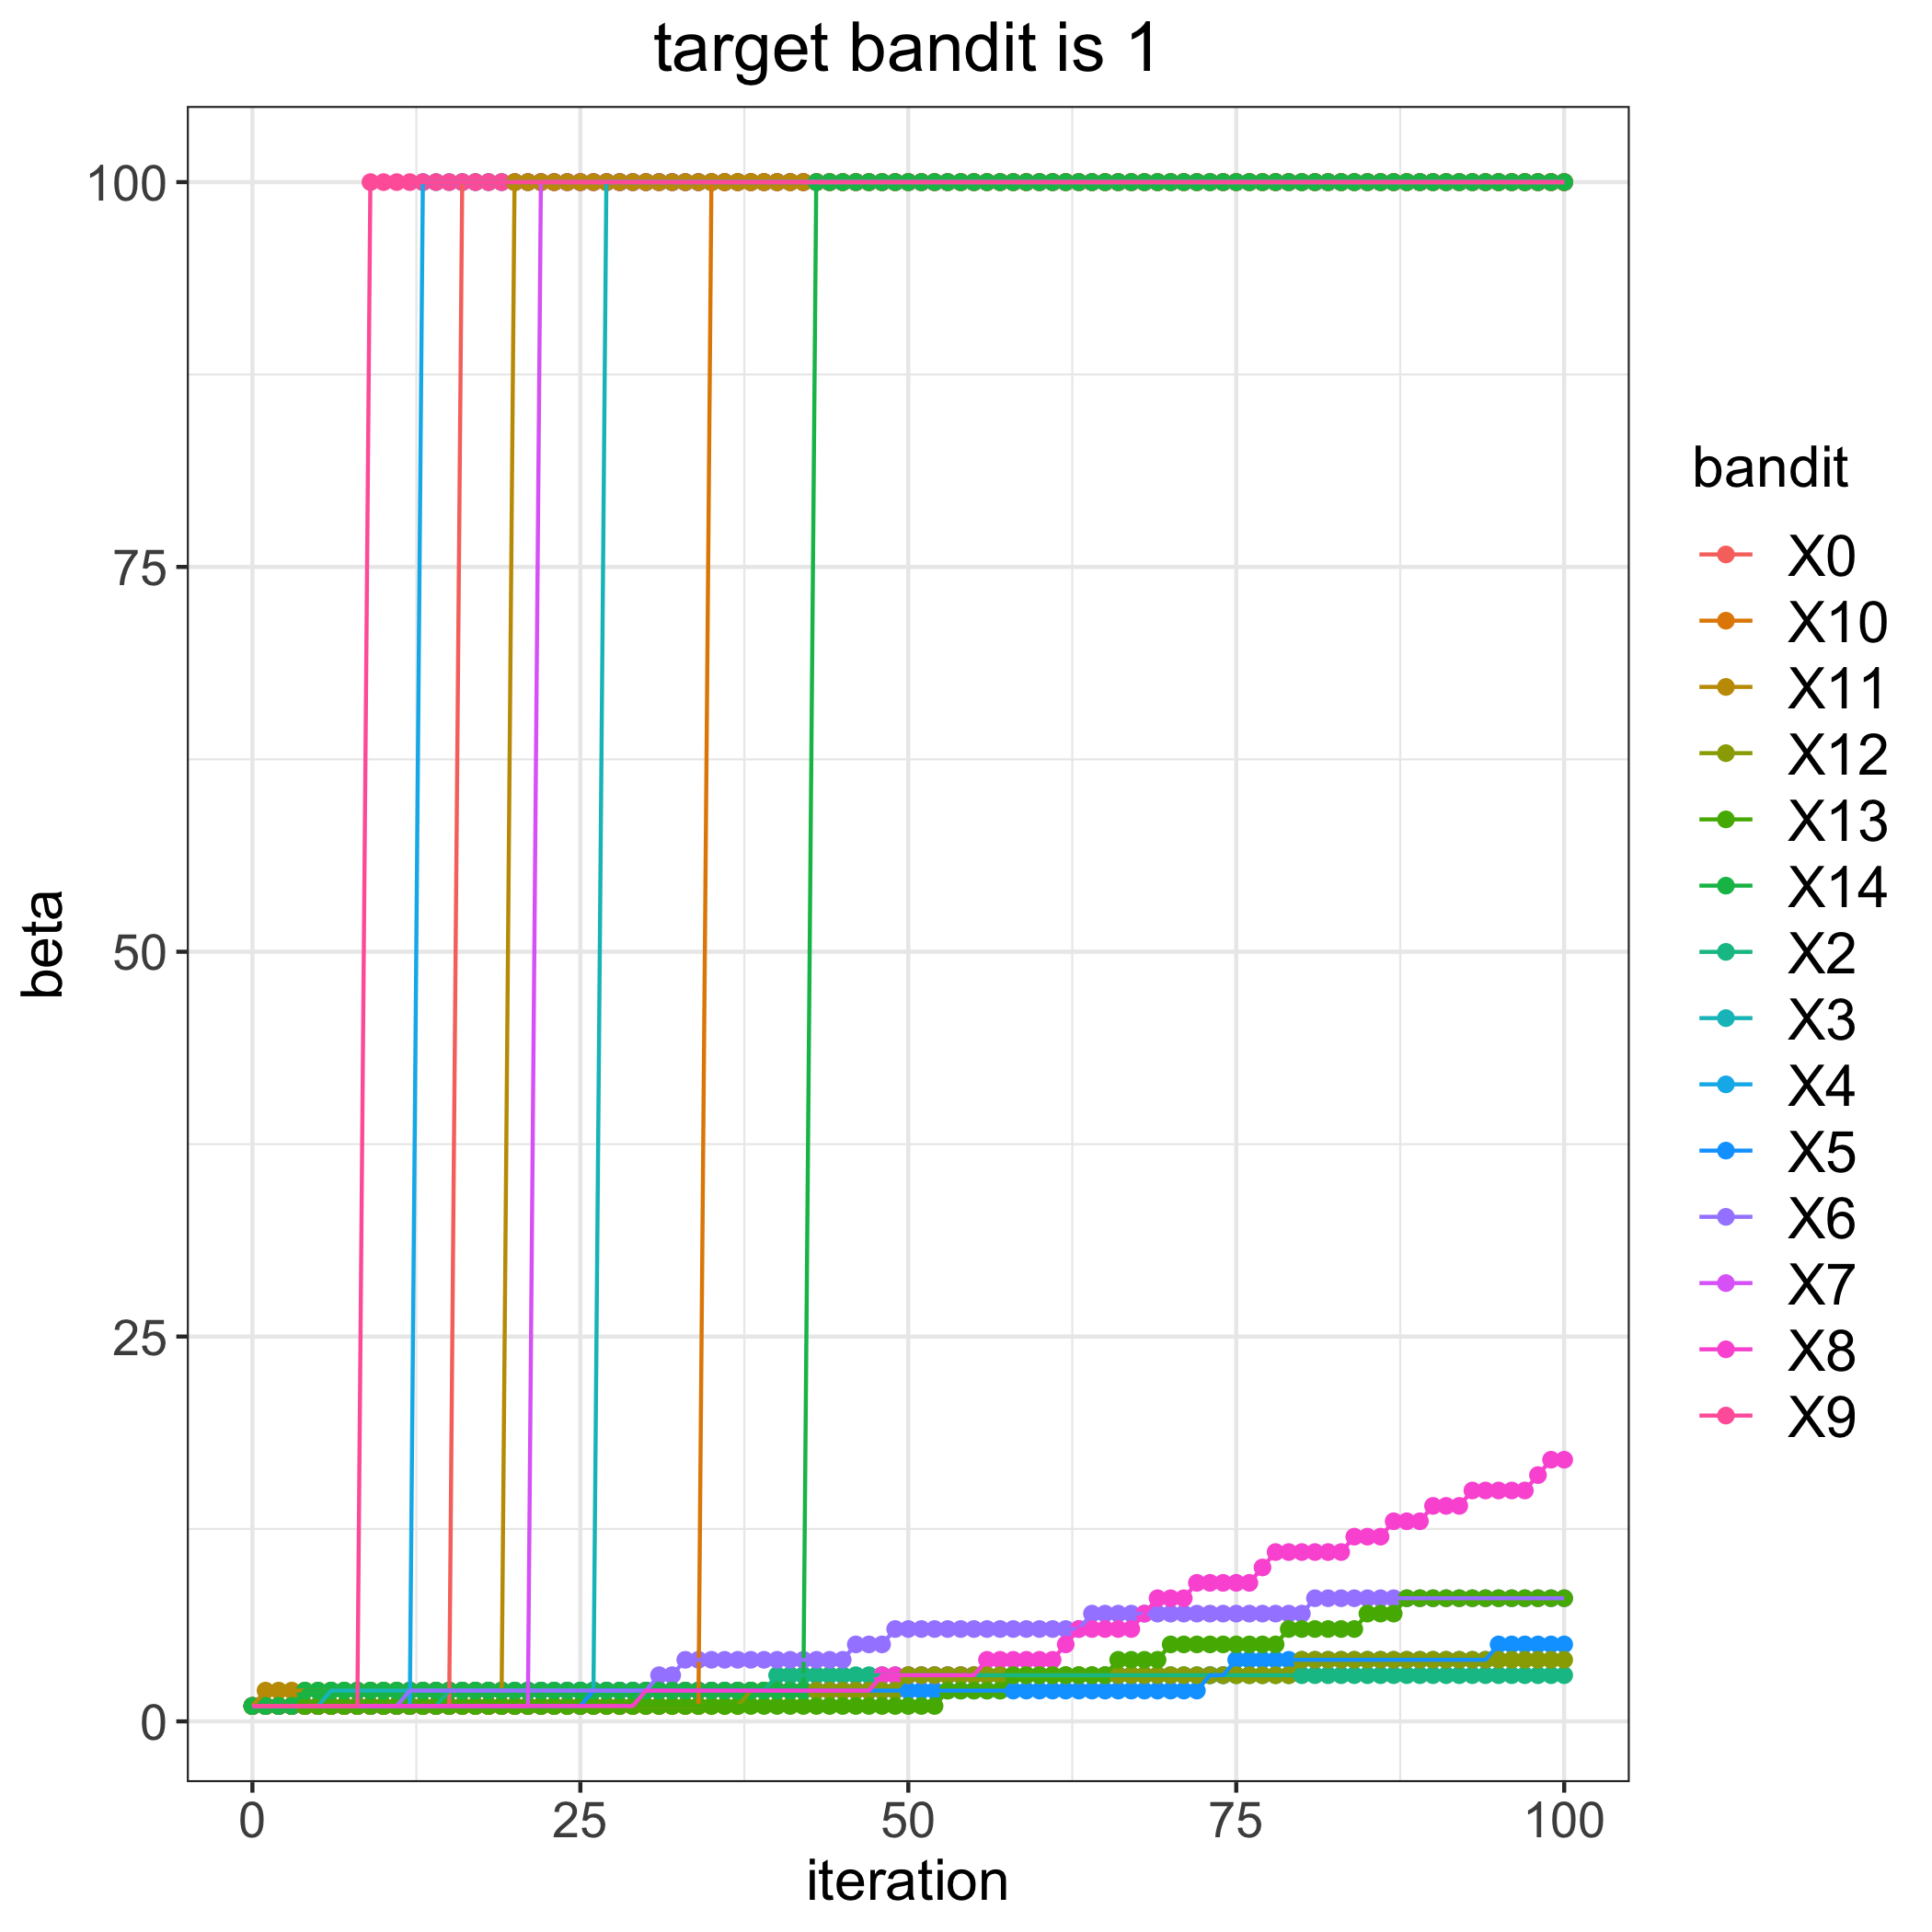 target bandit is 1
100
75
50
25
0
beta
0 25 50 75 100
iteration
bandit
X0
X10
X11
X12
X13
X14
X2
X3
X4
X5
X6
X7
X8
X9